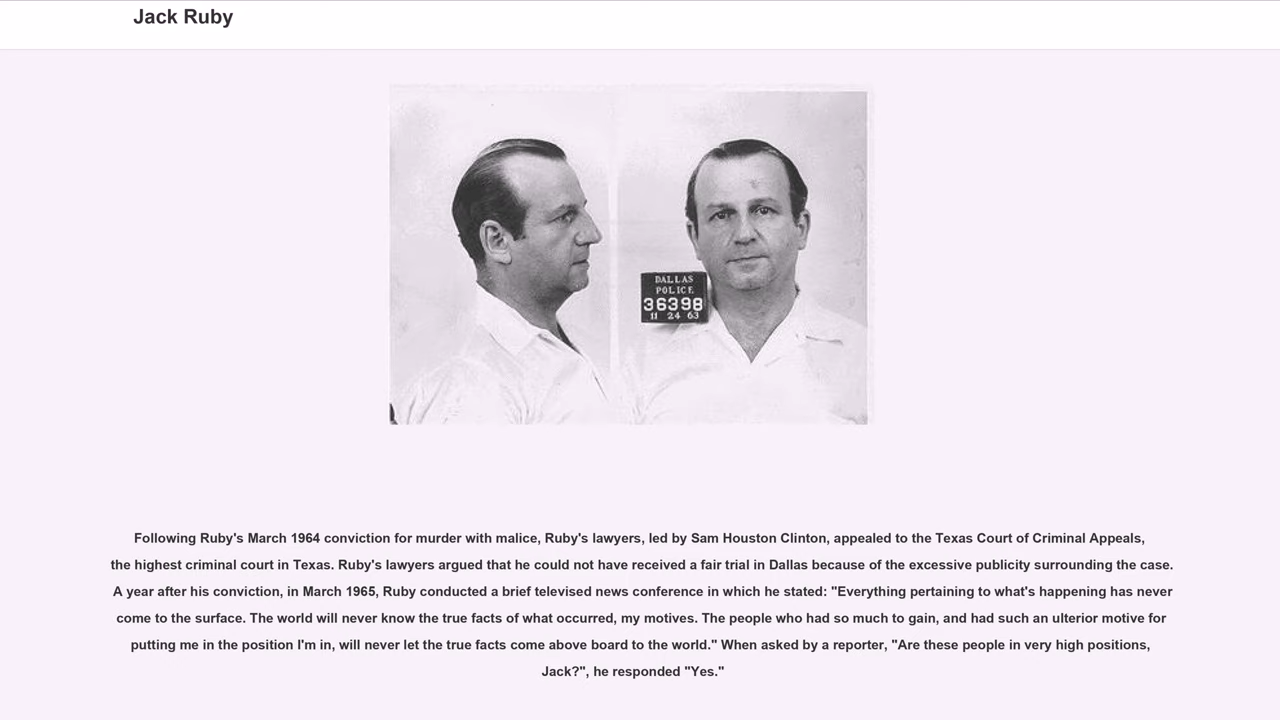 Jack Ruby
DALLAS
POLICE
36398
11 24 63
Following Ruby's March 1964 conviction for murder with malice, Ruby's lawyers, led by Sam Houston Clinton, appealed to the Texas Court of Criminal Appeals,
the highest criminal court in Texas. Ruby's lawyers argued that he could not have received a fair trial in Dallas because of the excessive publicity surrounding the case.
A year after his conviction, in March 1965, Ruby conducted a brief televised news conference in which he stated: "Everything pertaining to what's happening has never
come to the surface. The world will never know the true facts of what occurred, my motives. The people who had so much to gain, and had such an ulterior motive for
putting me in the position I'm in, will never let the true facts come above board to the world." When asked by a reporter, "Are these people in very high positions,
Jack?", he responded "Yes."